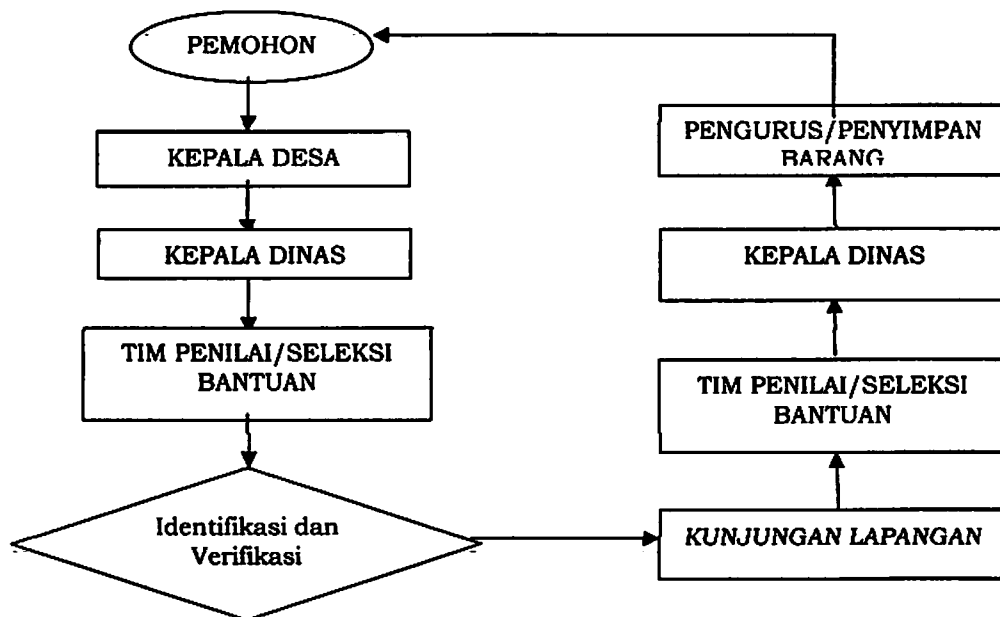 PEMOHON
KEPALA DESA
KEPALA DINAS
TIM PENILAI/SELEKSI
BANTUAN
Identifikasi dan
Verifikasi
KUNJUNGAN LAPANGAN
TIM PENILAI/SELEKSI
BANTUAN
KEPALA DINAS
PENGURUS/PENYIMPAN
BARANG